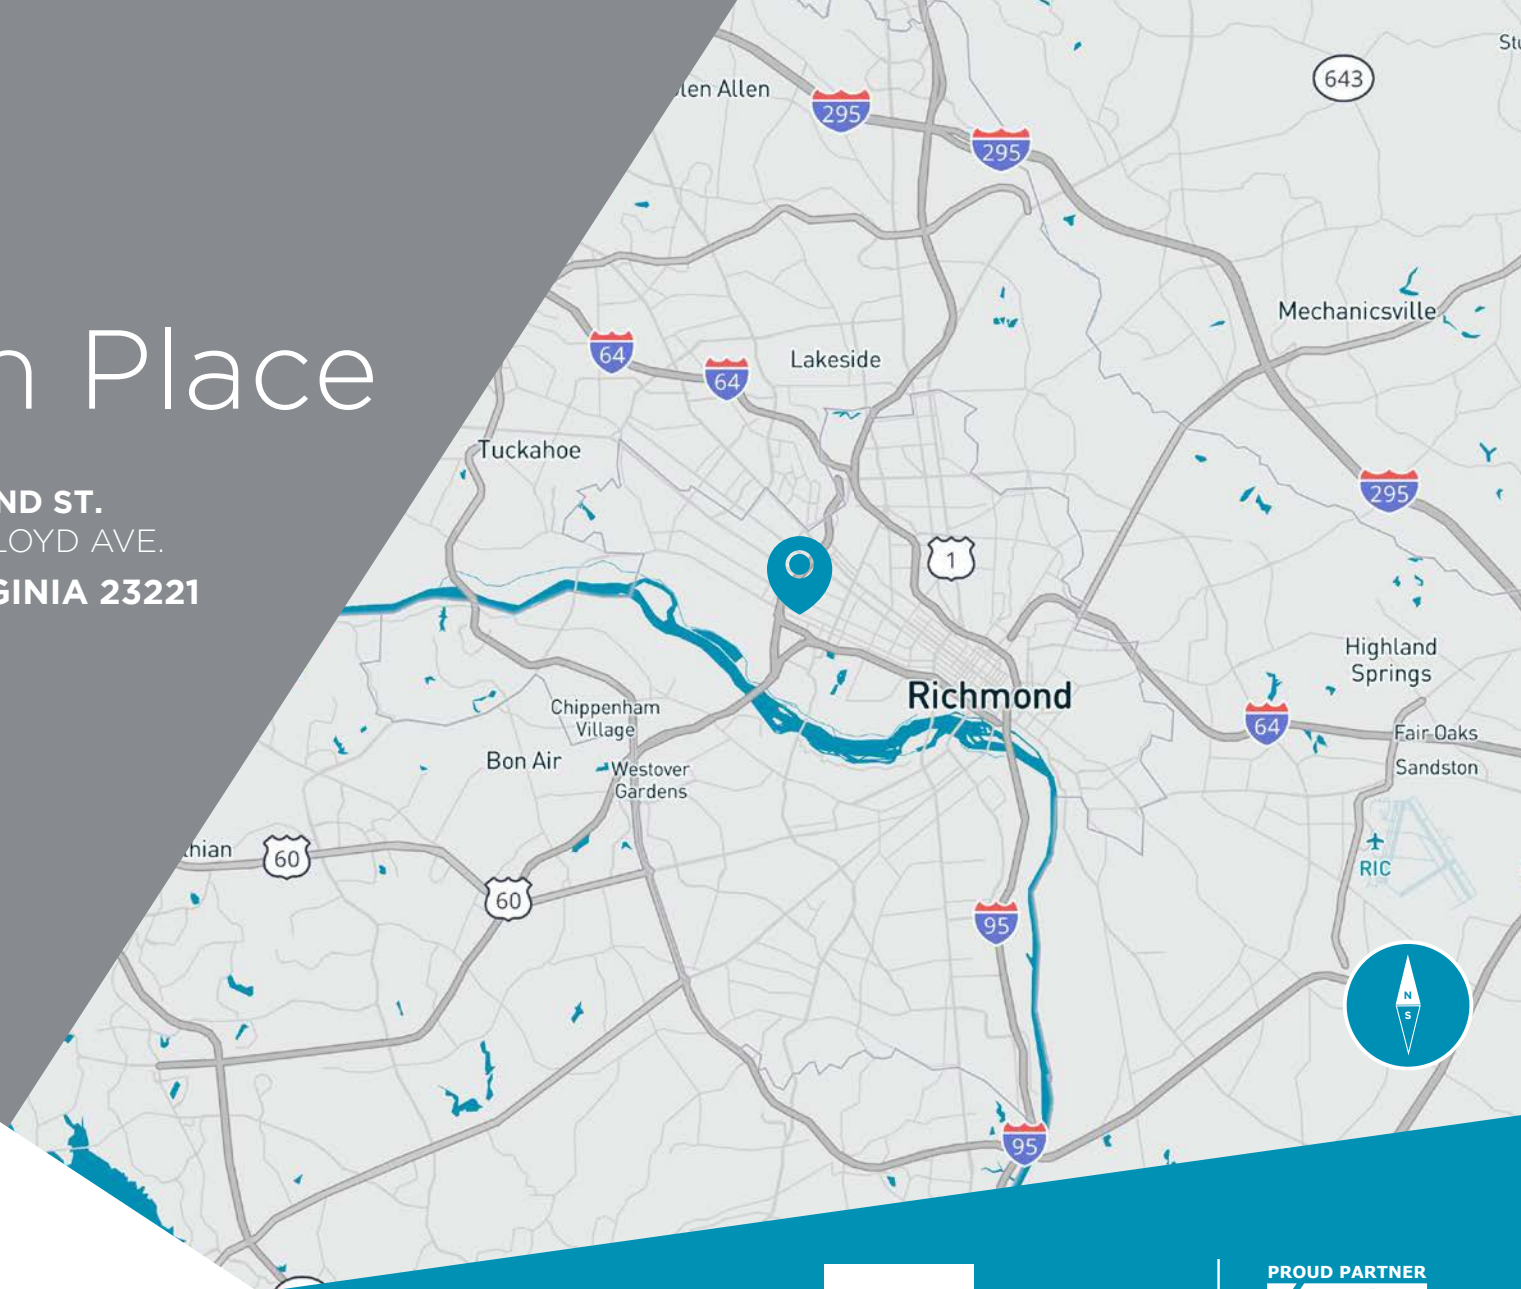 len Allen
295
295
643
Mechanicsville
64
64
Lakeside
n Place
Tuckahoe
295
ND ST.
LOYD AVE.
GINIA 23221
1
Highland
Springs
Richmond
Chippenham
Village
64
Fair Oaks
Bon Air
Westover
Gardens
Sandston
hian
60
RIC
60
95
N
S
95
PROUD PARTNER